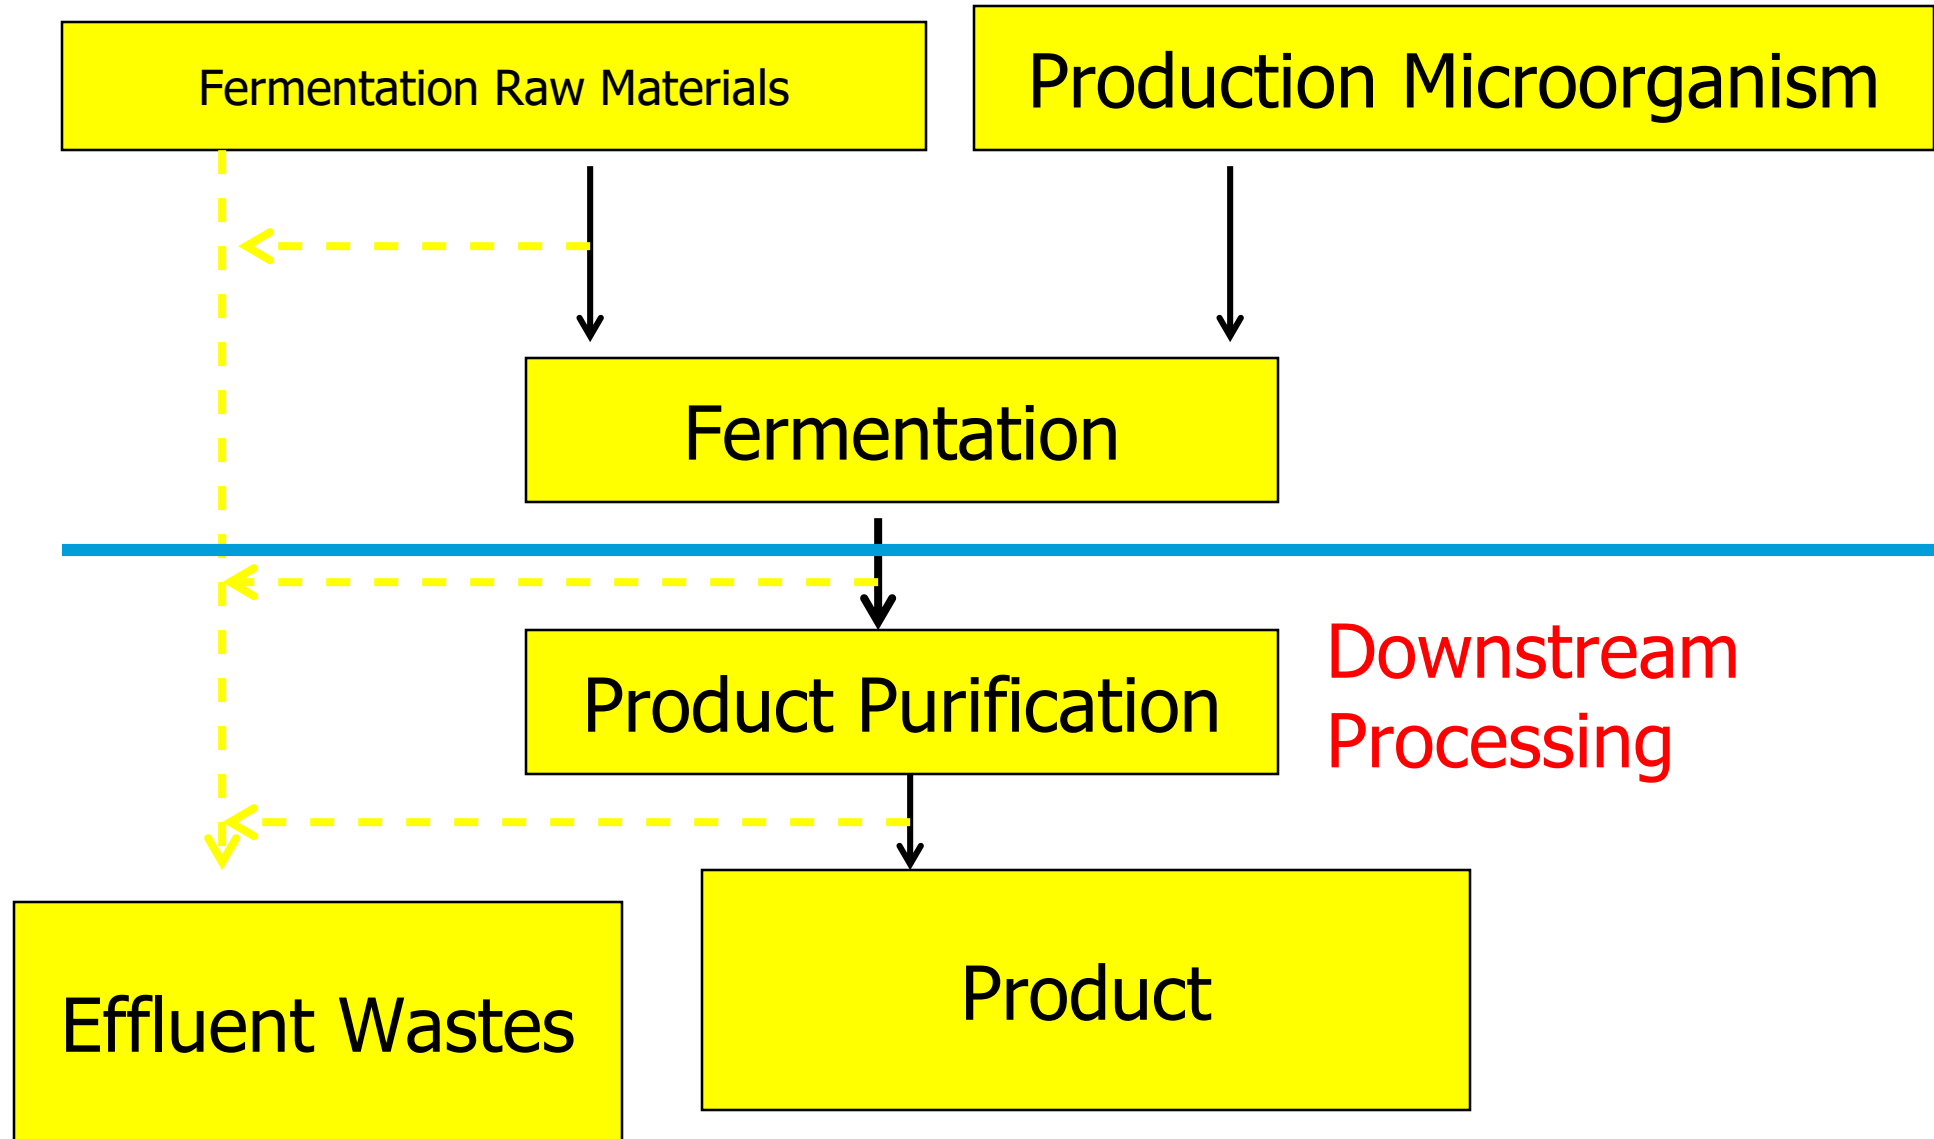 Fermentation Raw Materials
Production Microorganism
Fermentation
Product Purification
Downstream
Processing
Product
Effluent Wastes